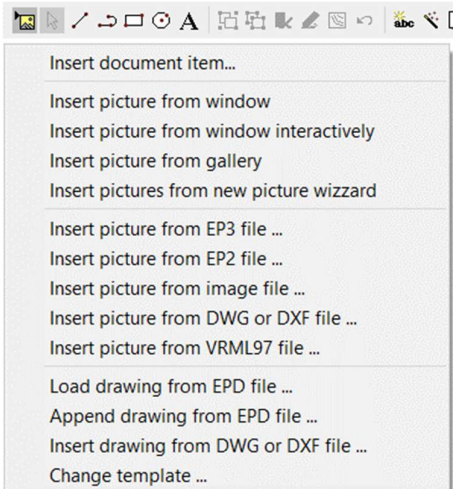 A
abc
Insert document item...
Insert picture from window
Insert picture from window interactively
Insert picture from gallery
Insert pictures from new picture wizzard
Insert picture from EP3 file ...
Insert picture from EP2 file ...
Insert picture from image file ...
Insert picture from DWG or DXF file ...
Insert picture from VRML97 file ...
Load drawing from EPD file ...
Append drawing from EPD file ...
Insert drawing from DWG or DXF file ...
Change template ...